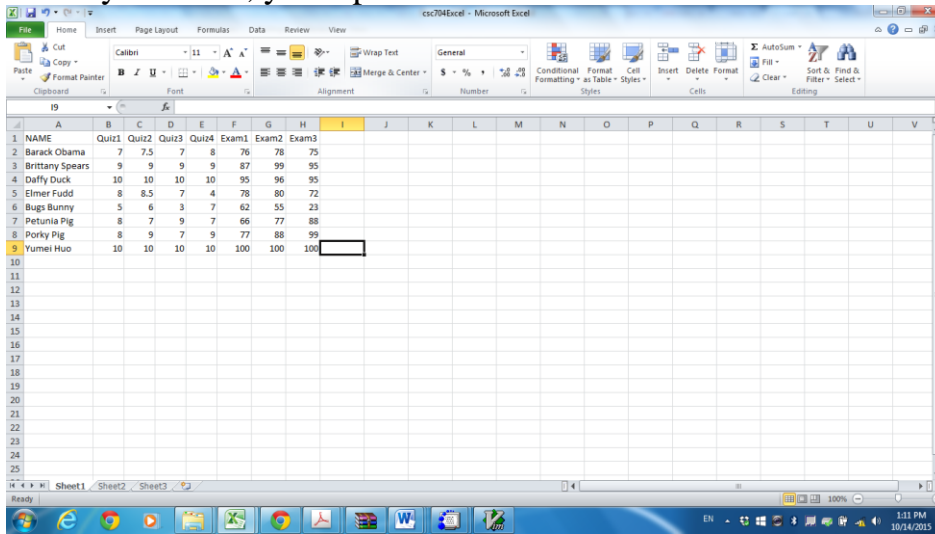 csc704Excel - Microsoft Excel
File Home Insert Page Layout Formulas Data Review View
Cut
Copy
Format Painter
Paste
Clipboard
Calibri 11
B I U
Font
Wrap Text
Merge & Center
Alignment
General
$ % ,
Number
Conditional Formatting
Format as Table
Cell Styles
Styles
Insert Delete Format
Cells
Σ AutoSum
Fill
Clear
Sort & Filter
Find & Select
Editing
I9 fx
A B C D E F G H I J K L M N O P Q R S T U V
1 NAME Quiz1 Quiz2 Quiz3 Quiz4 Exam1 Exam2 Exam3
2 Barack Obama 7 7.5 7 8 76 78 75
3 Brittany Spears 9 9 9 9 87 99 95
4 Daffy Duck 10 10 10 10 95 96 95
5 Elmer Fudd 8 8.5 7 4 78 80 72
6 Bugs Bunny 5 6 3 7 62 55 23
7 Petunia Pig 8 7 9 7 66 77 88
8 Porky Pig 8 9 7 9 77 88 99
9 Yumei Huo 10 10 10 10 100 100 100
10
11
12
13
14
15
16
17
18
19
20
21
22
23
24
25
Sheet1 Sheet2 Sheet3
Ready 100%
EN 1:11 PM
10/14/2015